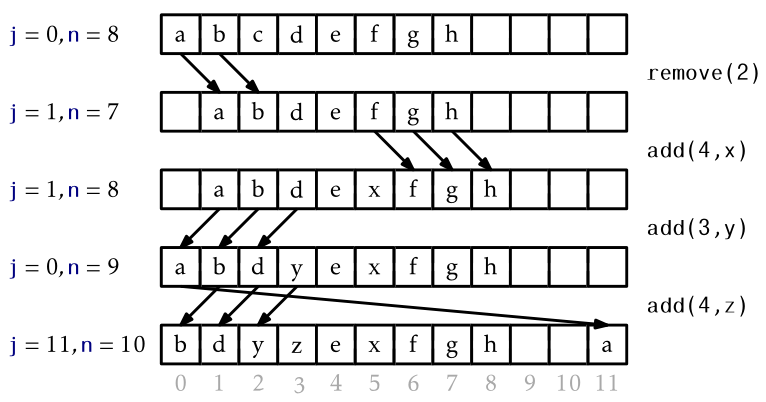 j = 0, n = 8 a b c d e f g h
remove(2)
j = 1, n = 7 a b d e f g h
add(4,x)
j = 1, n = 8 a b d e x f g h
add(3,y)
j = 0, n = 9 a b d y e x f g h
add(4,z)
j = 11, n = 10 b d y z e x f g h a
0 1 2 3 4 5 6 7 8 9 10 11